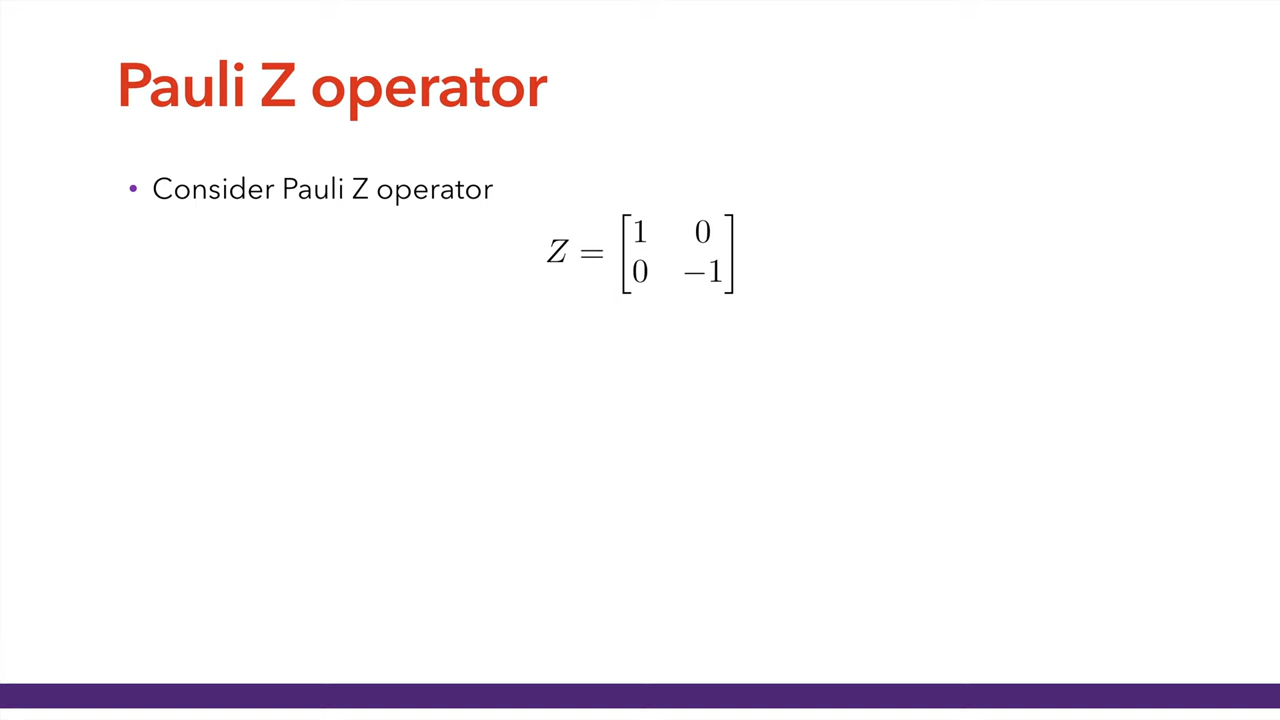 Pauli Z operator
• Consider Pauli Z operator
Z = [1 0
0 −1]